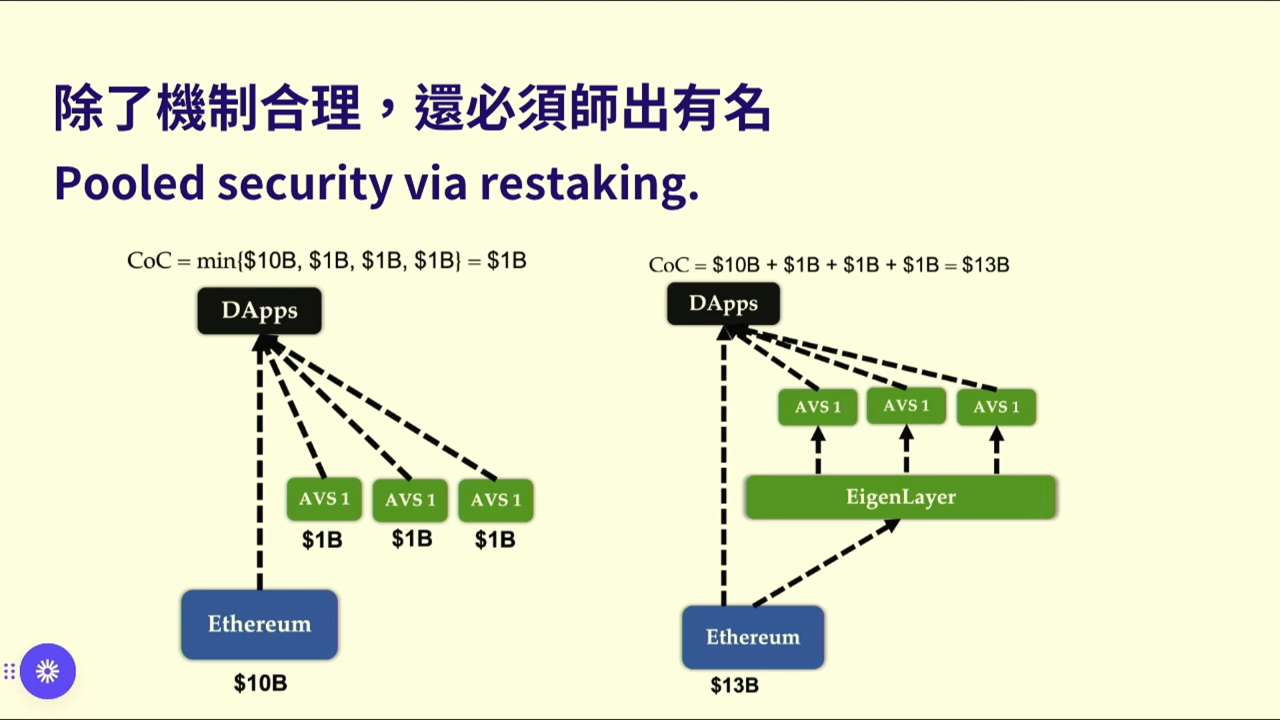 除了機制合理，還必須師出有名
Pooled security via restaking.
CoC = min{$10B, $1B, $1B, $1B} = $1B
DApps
AVS 1
AVS 1
AVS 1
$1B
$1B
$1B
Ethereum
$10B
CoC = $10B + $1B + $1B + $1B = $13B
DApps
AVS 1
AVS 1
AVS 1
EigenLayer
Ethereum
$13B